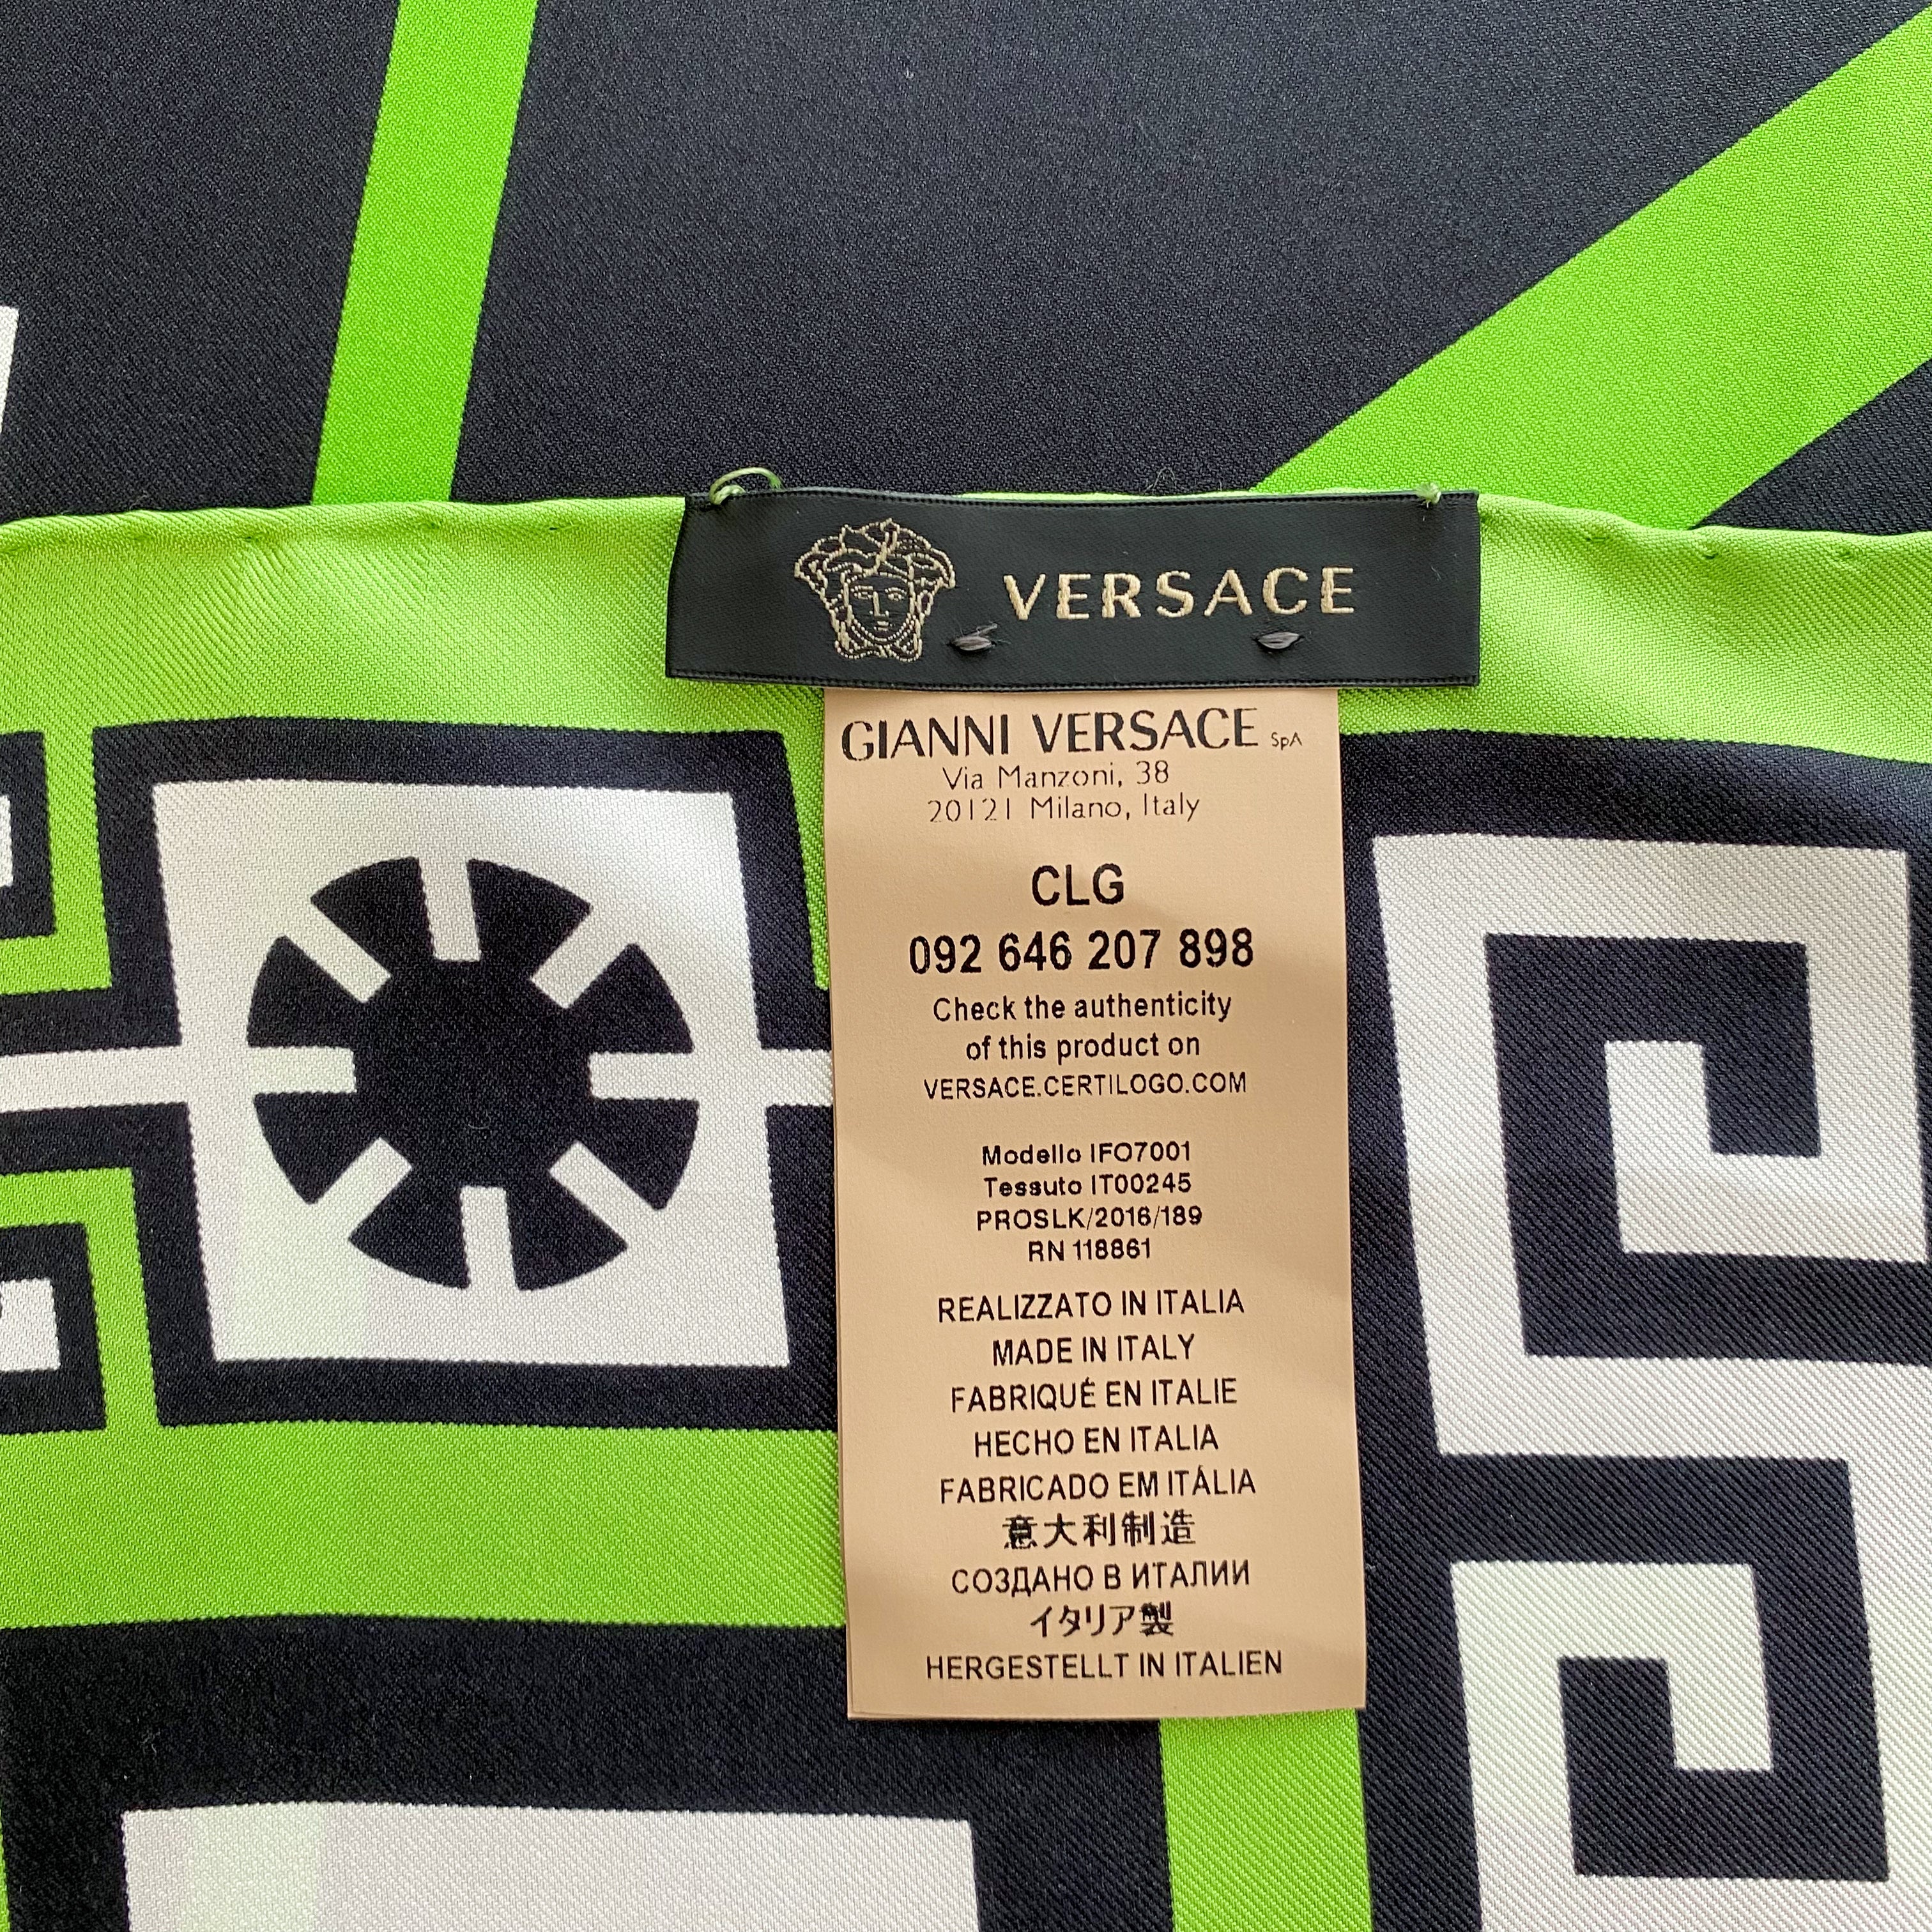 VERSACE
GIANNI VERSACE SpA
Via Manzoni, 38
20121 Milano, Italy
CLG
092 646 207 898
Check the authenticity
of this product on
VERSACE.CERTILOGO.COM
Modello IFO7001
Tessuto IT00245
PROSLK/2016/189
RN 118861
REALIZZATO IN ITALIA
MADE IN ITALY
FABRIQUÉ EN ITALIE
HECHO EN ITALIA
FABRICADO EM ITÁLIA
意大利制造
СОЗДАНО В ИТАЛИИ
イタリア製
HERGESTELLT IN ITALIEN